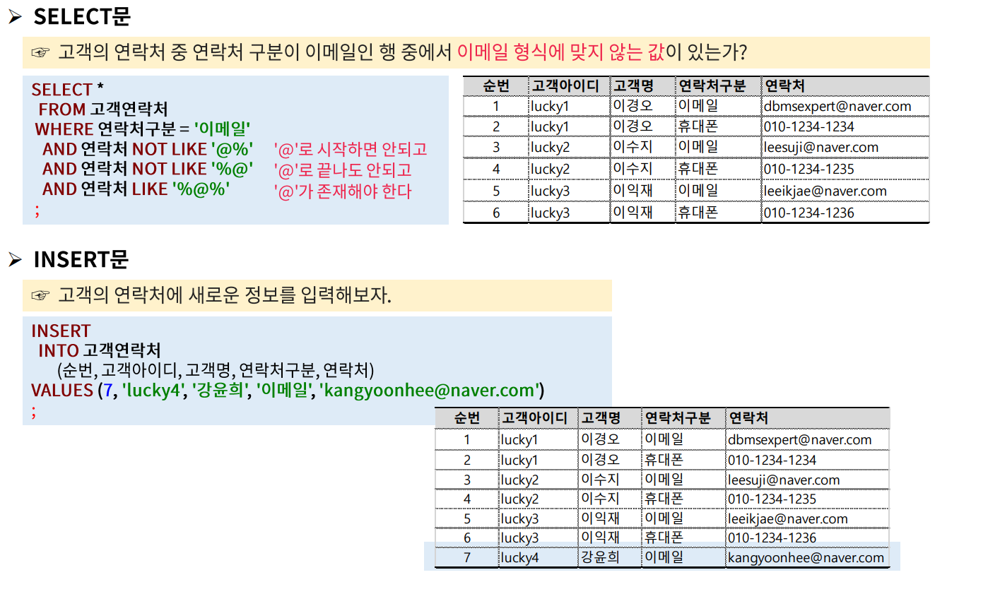 ➢ SELECT문
☞ 고객의 연락처 중 연락처 구분이 이메일인 행 중에서 이메일 형식에 맞지 않는 값이 있는가?
SELECT *
FROM 고객연락처
WHERE 연락처구분 = '이메일'
AND 연락처 NOT LIKE '@%' '@'로 시작하면 안되고
AND 연락처 NOT LIKE '%@' '@'로 끝나도 안되고
AND 연락처 LIKE '%@%' '@'가 존재해야 한다
;
순번 고객아이디 고객명 연락처구분 연락처
1 lucky1 이경오 이메일 dbmsexpert@naver.com
2 lucky1 이경오 휴대폰 010-1234-1234
3 lucky2 이수지 이메일 leesuji@naver.com
4 lucky2 이수지 휴대폰 010-1234-1235
5 lucky3 이익재 이메일 leeikjae@naver.com
6 lucky3 이익재 휴대폰 010-1234-1236
➢ INSERT문
☞ 고객의 연락처에 새로운 정보를 입력해보자.
INSERT
INTO 고객연락처
(순번, 고객아이디, 고객명, 연락처구분, 연락처)
VALUES (7, 'lucky4', '강윤희', '이메일', 'kangyoonhee@naver.com')
;
순번 고객아이디 고객명 연락처구분 연락처
1 lucky1 이경오 이메일 dbmsexpert@naver.com
2 lucky1 이경오 휴대폰 010-1234-1234
3 lucky2 이수지 이메일 leesuji@naver.com
4 lucky2 이수지 휴대폰 010-1234-1235
5 lucky3 이익재 이메일 leeikjae@naver.com
6 lucky3 이익재 휴대폰 010-1234-1236
7 lucky4 강윤희 이메일 kangyoonhee@naver.com